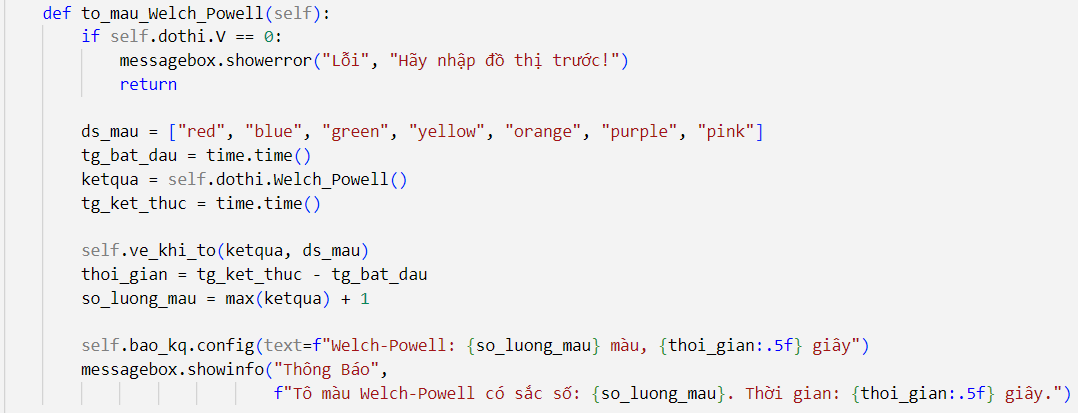 def to_mau_Welch_Powell(self):
if self.dothi.V == 0:
messagebox.showerror("Lỗi", "Hãy nhập đồ thị trước!")
return
ds_mau = ["red", "blue", "green", "yellow", "orange", "purple", "pink"]
tg_bat_dau = time.time()
ketqua = self.dothi.Welch_Powell()
tg_ket_thuc = time.time()
self.ve_khi_to(ketqua, ds_mau)
thoi_gian = tg_ket_thuc - tg_bat_dau
so_luong_mau = max(ketqua) + 1
self.bao_kq.config(text=f"Welch-Powell: {so_luong_mau} màu, {thoi_gian:.5f} giây")
messagebox.showinfo("Thông Báo",
f"Tô màu Welch-Powell có sắc số: {so_luong_mau}. Thời gian: {thoi_gian:.5f} giây.")